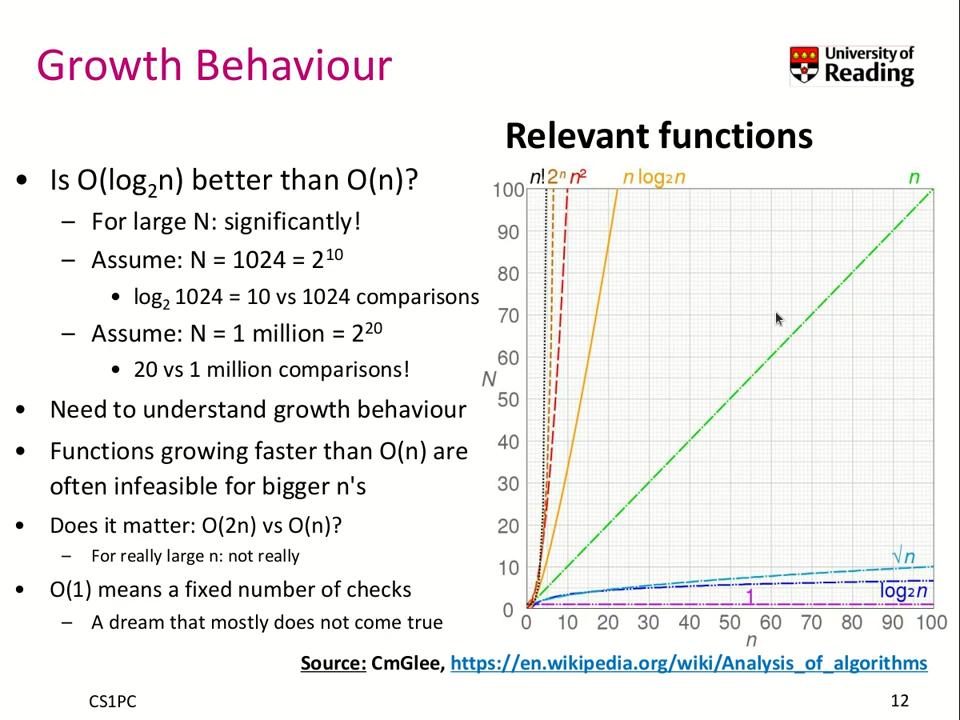 Growth Behaviour
University of
Reading
Relevant functions
• Is O(log₂n) better than O(n)?
– For large N: significantly!
– Assume: N = 1024 = 2¹⁰
• log₂ 1024 = 10 vs 1024 comparisons
– Assume: N = 1 million = 2²⁰
• 20 vs 1 million comparisons!
• Need to understand growth behaviour
• Functions growing faster than O(n) are
often infeasible for bigger n's
• Does it matter: O(2n) vs O(n)?
– For really large n: not really
• O(1) means a fixed number of checks
– A dream that mostly does not come true
n! 2ⁿ n² n log₂n n
100
90
80
70
60
N
50
40
30
20
√n
10
log₂n
1
0
0 10 20 30 40 50 60 70 80 90 100
n
Source: CmGlee, https://en.wikipedia.org/wiki/Analysis_of_algorithms
CS1PC
12